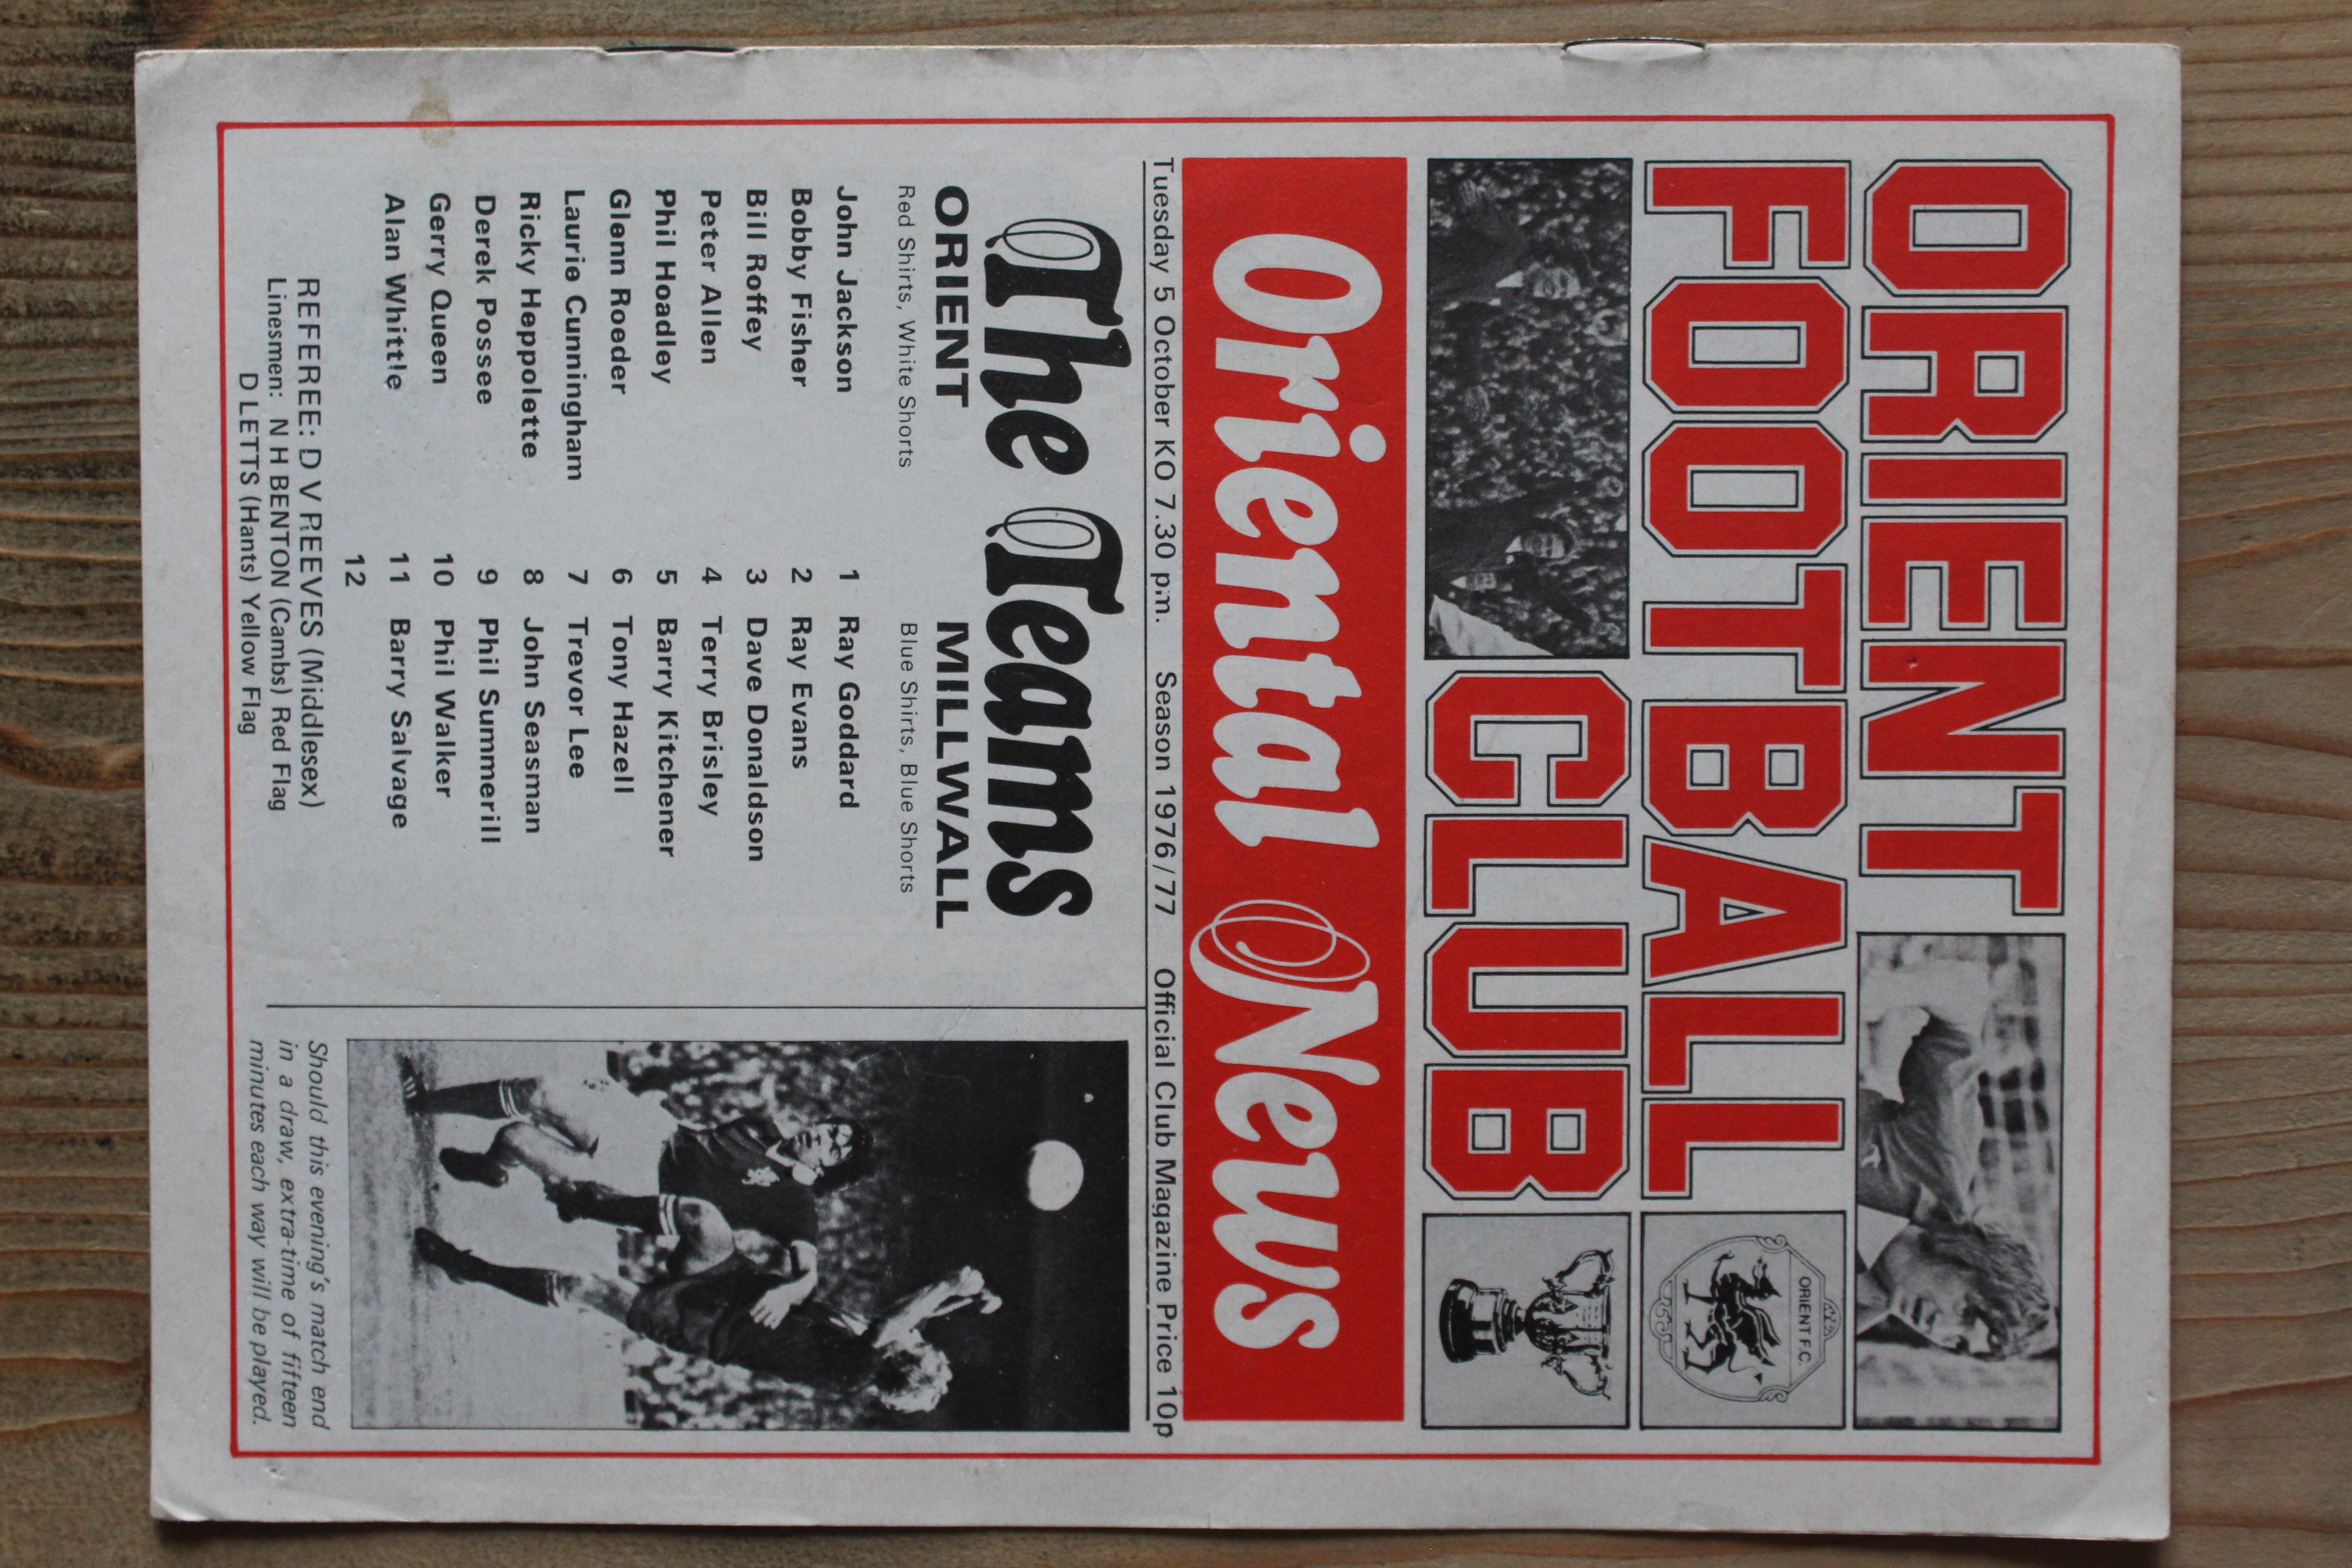 ORIENT
FOOTBALL
ORIENT F.C.
CLUB
Oriental News
Tuesday 5 October KO 7.30 pm. Season 1976/77 Official Club Magazine Price 10p
The Teams
ORIENT MILLWALL
Red Shirts, White Shorts Blue Shirts, Blue Shorts
John Jackson 1 Ray Goddard
Bobby Fisher 2 Ray Evans
Bill Roffey 3 Dave Donaldson
Peter Allen 4 Terry Brisley
Phil Hoadley 5 Barry Kitchener
Glenn Roeder 6 Tony Hazell
Laurie Cunningham 7 Trevor Lee
Ricky Heppolette 8 John Seasman
Derek Possee 9 Phil Summerill
Gerry Queen 10 Phil Walker
Alan Whittle 11 Barry Salvage
12
REFEREE: D V REEVES (Middlesex)
Linesmen: N H BENTON (Cambs) Red Flag
D LETTS (Hants) Yellow Flag
Should this evening's match end
in a draw, extra-time of fifteen
minutes each way will be played.